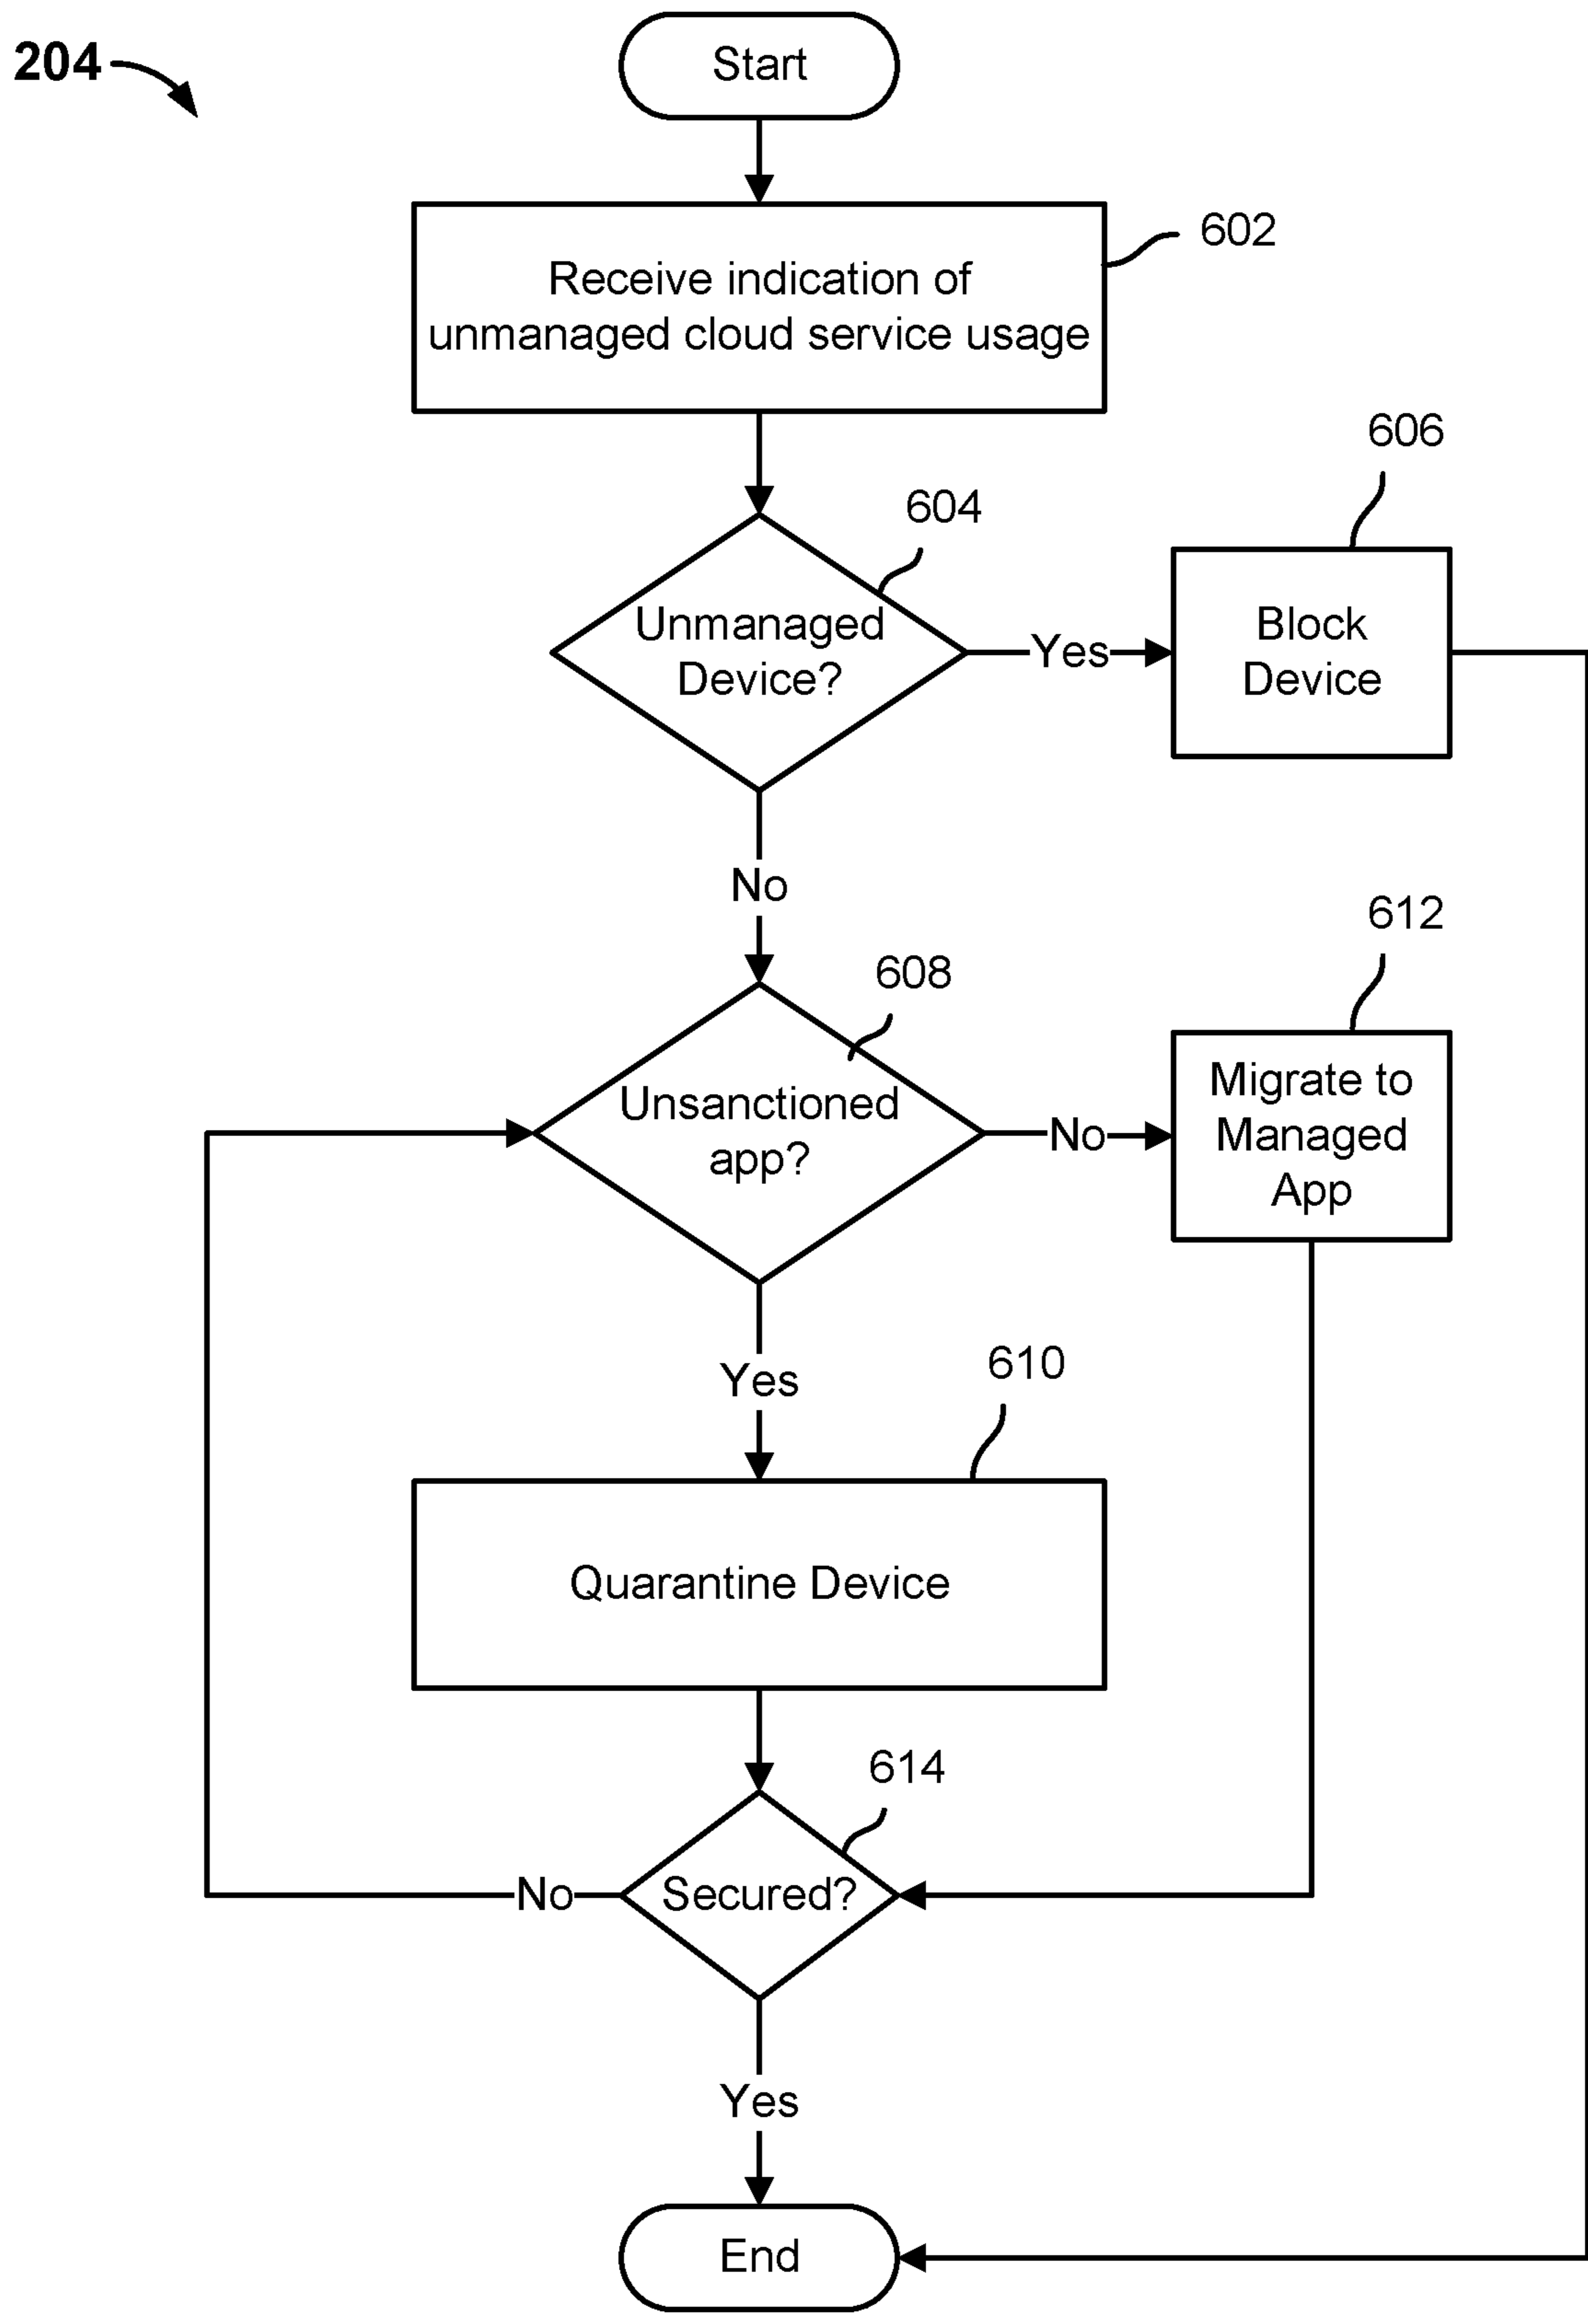 204
Start
602
Receive indication of
unmanaged cloud service usage
606
604
Unmanaged
Device?
Yes
Block
Device
No
612
608
Unsanctioned
app?
No
Migrate to
Managed
App
Yes
610
Quarantine Device
614
Secured?
No
Yes
End